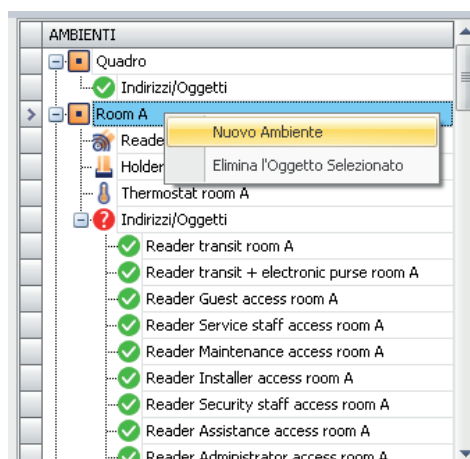 AMBIENTI
Quadro
Indirizzi/Oggetti
Room A
Nuovo Ambiente
Reade
Elimina l'Oggetto Selezionato
Holder
Thermostat room A
Indirizzi/Oggetti
Reader transit room A
Reader transit + electronic purse room A
Reader Guest access room A
Reader Service staff access room A
Reader Maintenance access room A
Reader Installer access room A
Reader Security staff access room A
Reader Assistance access room A
Reader Administrator access room A